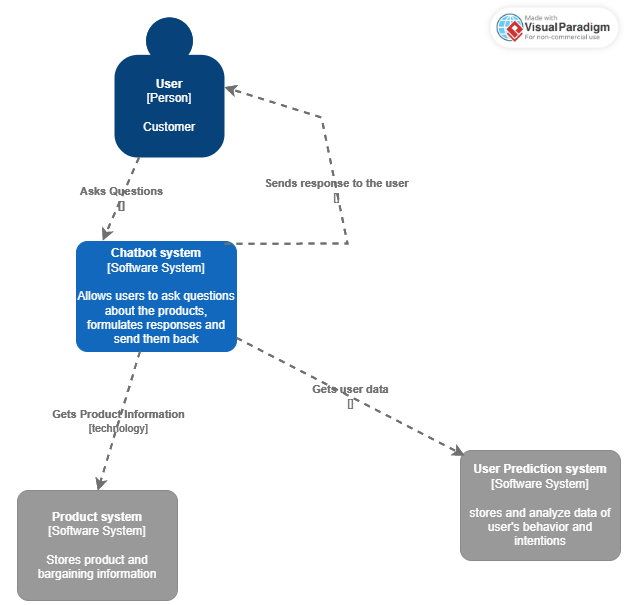 Made with
VisualParadigm
For non-commercial use
User
[Person]
Customer
Asks Questions
[]
Sends response to the user
[]
Chatbot system
[Software System]
Allows users to ask questions
about the products,
formulates responses and
send them back
Gets user data
[]
Gets Product Information
[technology]
User Prediction system
[Software System]
stores and analyze data of
user's behavior and
intentions
Product system
[Software System]
Stores product and
bargaining information